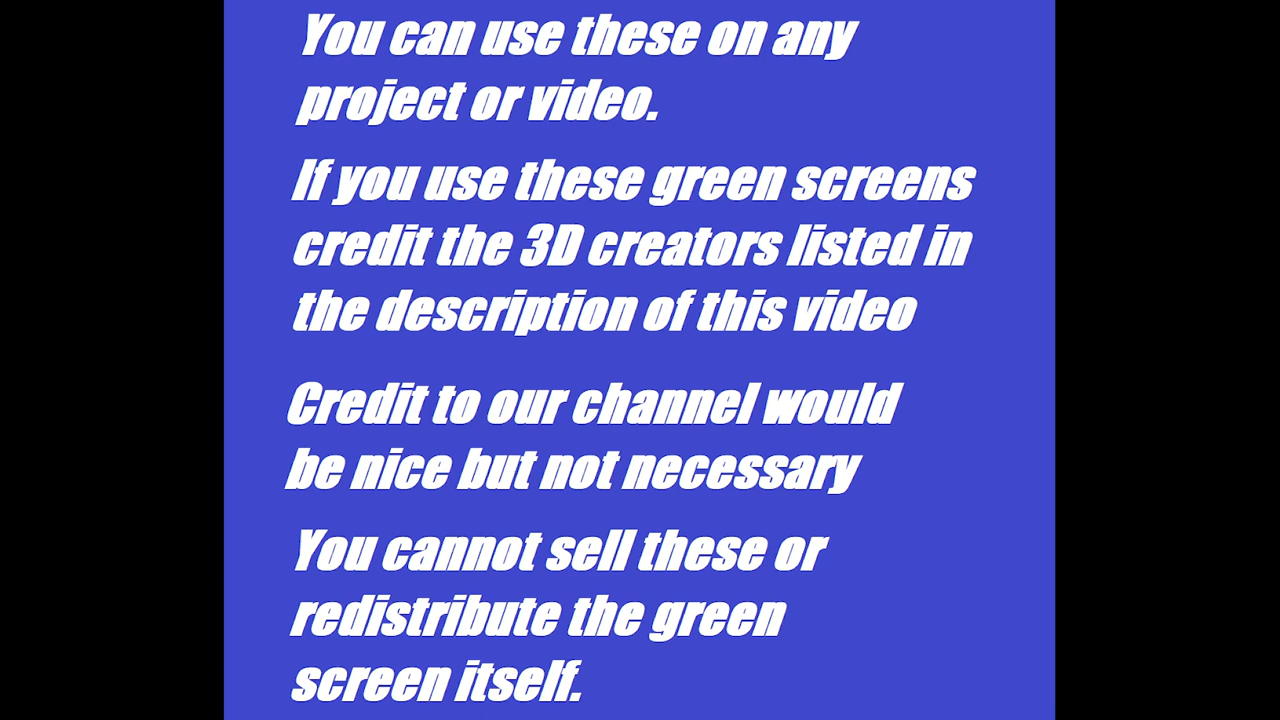 You can use these on any
project or video.
If you use these green screens
credit the 3D creators listed in
the description of this video
Credit to our channel would
be nice but not necessary
You cannot sell these or
redistribute the green
screen itself.